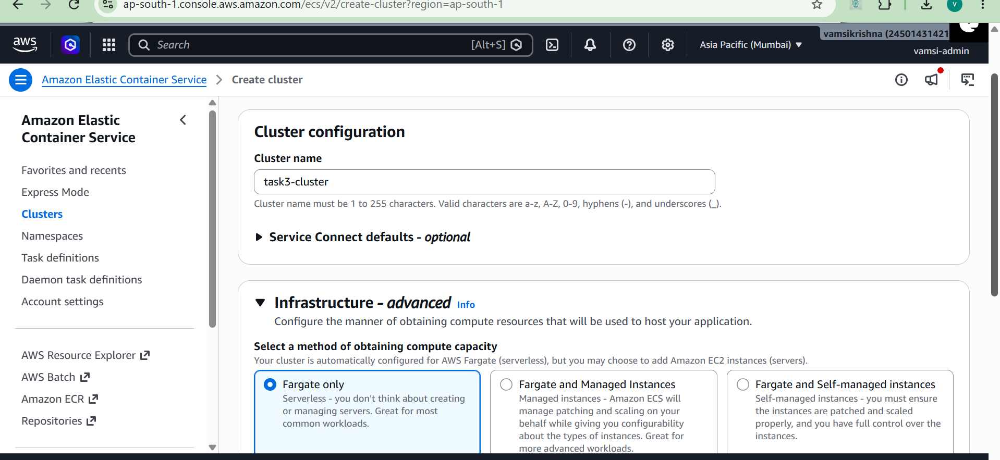 ap-south-1.console.aws.amazon.com/ecs/v2/create-cluster?region=ap-south-1
V
aws
Search
[Alt+S]
Asia Pacific (Mumbai)
vamsikrishna (24501431421
vamsi-admin
Amazon Elastic Container Service
Create cluster
Amazon Elastic
Container Service
Favorites and recents
Express Mode
Clusters
Namespaces
Task definitions
Daemon task definitions
Account settings
AWS Resource Explorer
AWS Batch
Amazon ECR
Repositories
Cluster configuration
Cluster name
task3-cluster
Cluster name must be 1 to 255 characters. Valid characters are a-z, A-Z, 0-9, hyphens (-), and underscores (_).
Service Connect defaults - optional
Infrastructure - advanced Info
Configure the manner of obtaining compute resources that will be used to host your application.
Select a method of obtaining compute capacity
Your cluster is automatically configured for AWS Fargate (serverless), but you may choose to add Amazon EC2 instances (servers).
Fargate only
Serverless - you don't think about creating
or managing servers. Great for most
common workloads.
Fargate and Managed Instances
Managed instances - Amazon ECS will
manage patching and scaling on your
behalf while giving you configurability
about the types of instances. Great for
more advanced workloads.
Fargate and Self-managed instances
Self-managed instances - you must ensure
the instances are patched and scaled
properly, and you have full control over the
instances.